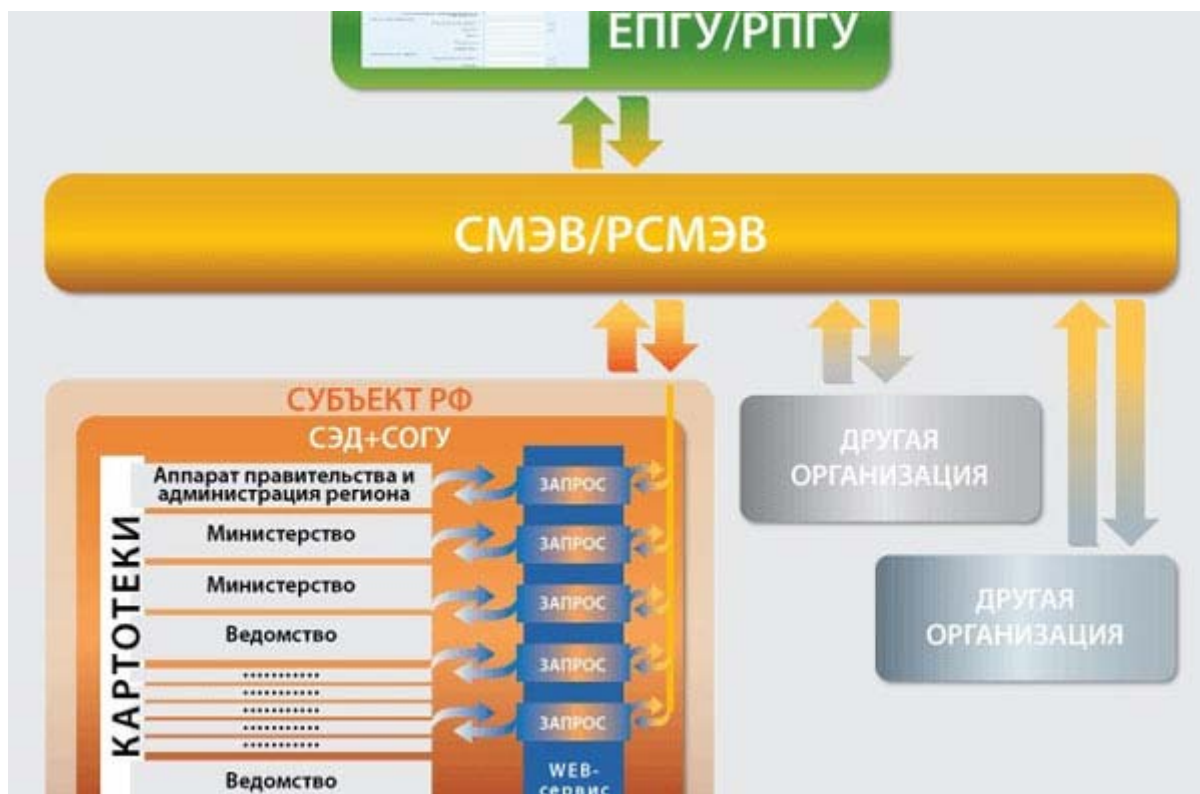 ЕПГУ/РПГУ
СМЭВ/РСМЭВ
СУБЪЕКТ РФ
СЭД+СОГУ
КАРТОТЕКИ
Аппарат правительства и
администрация региона
Министерство
Министерство
Ведомство
...........
...........
...........
...........
...........
Ведомство
ЗАПРОС
ЗАПРОС
ЗАПРОС
ЗАПРОС
ЗАПРОС
WEB-
сервис
ДРУГАЯ
ОРГАНИЗАЦИЯ
ДРУГАЯ
ОРГАНИЗАЦИЯ